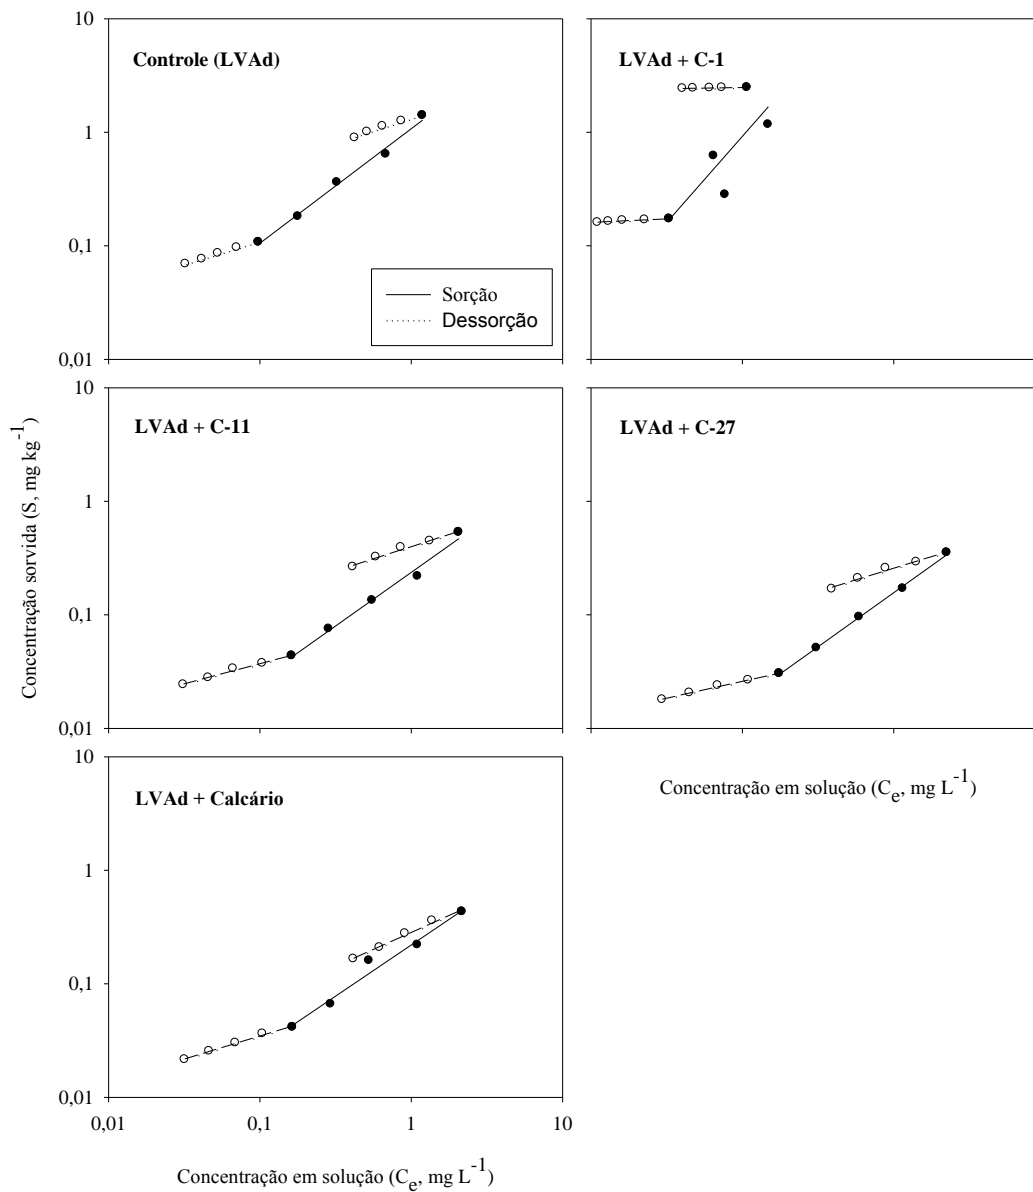 10
Controle (LVAd)
LVAd + C-1
1
0,1
Sorção
Dessorção
0,01
10
LVAd + C-11
LVAd + C-27
1
0,1
0,01
Concentração sorvida (S, mg kg-1)
10
LVAd + Calcário
Concentração em solução (Ce, mg L-1)
1
0,1
0,01
0,01 0,1 1 10
Concentração em solução (Ce, mg L-1)